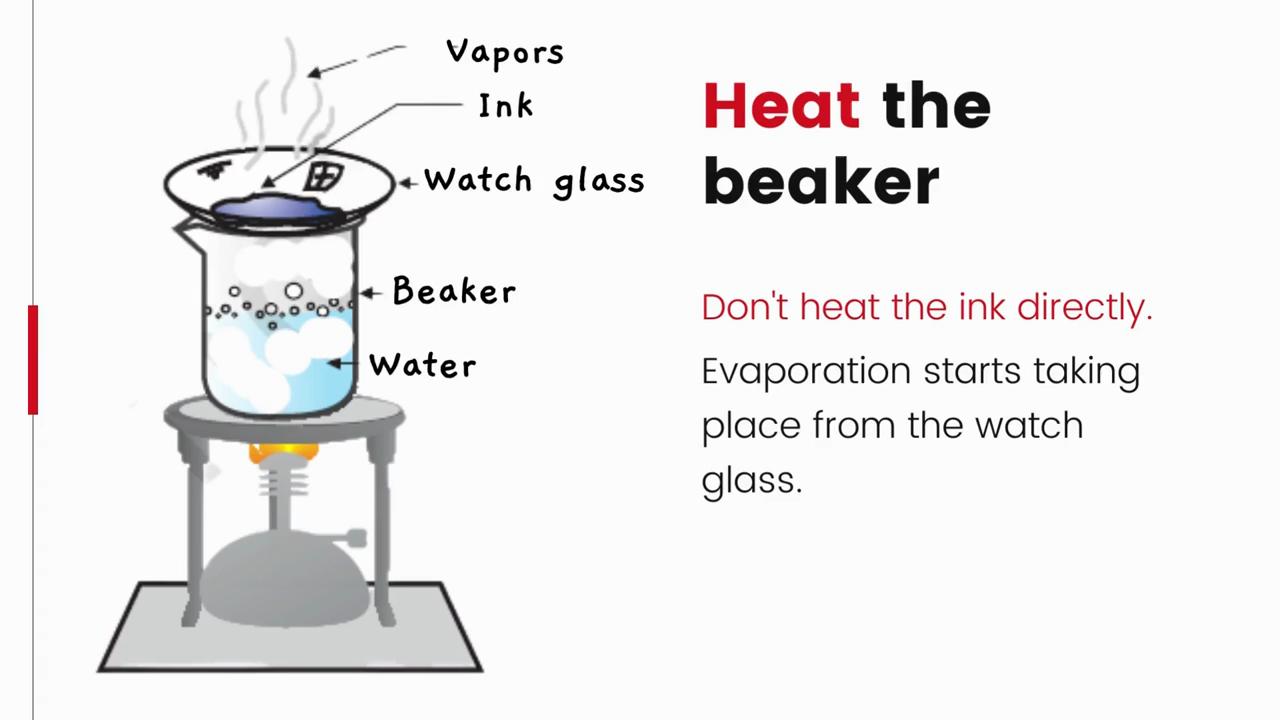 Vapors
Ink
Watch glass
Beaker
Water
Heat the
beaker
Don't heat the ink directly.
Evaporation starts taking
place from the watch
glass.